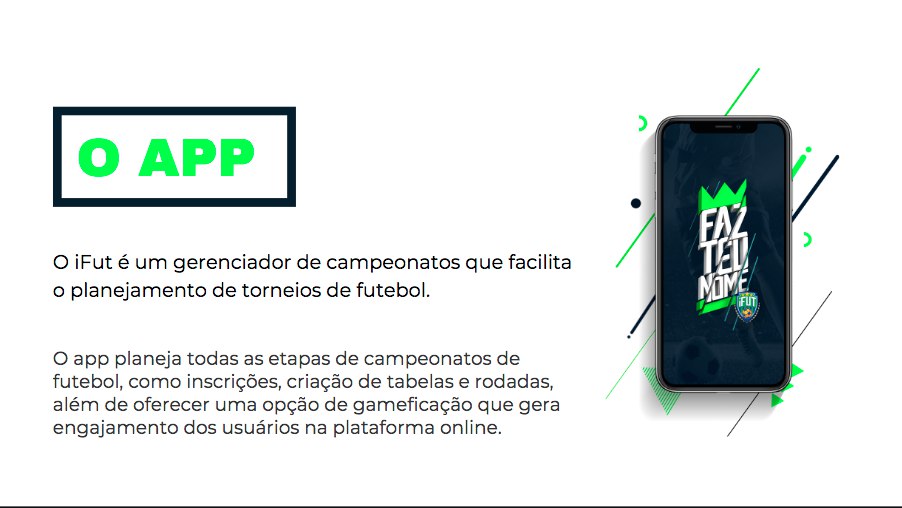 O APP
O iFut é um gerenciador de campeonatos que facilita
o planejamento de torneios de futebol.
O app planeja todas as etapas de campeonatos de
futebol, como inscrições, criação de tabelas e rodadas,
além de oferecer uma opção de gameficação que gera
engajamento dos usuários na plataforma online.
FAZ
TEU
NOME
iFUT